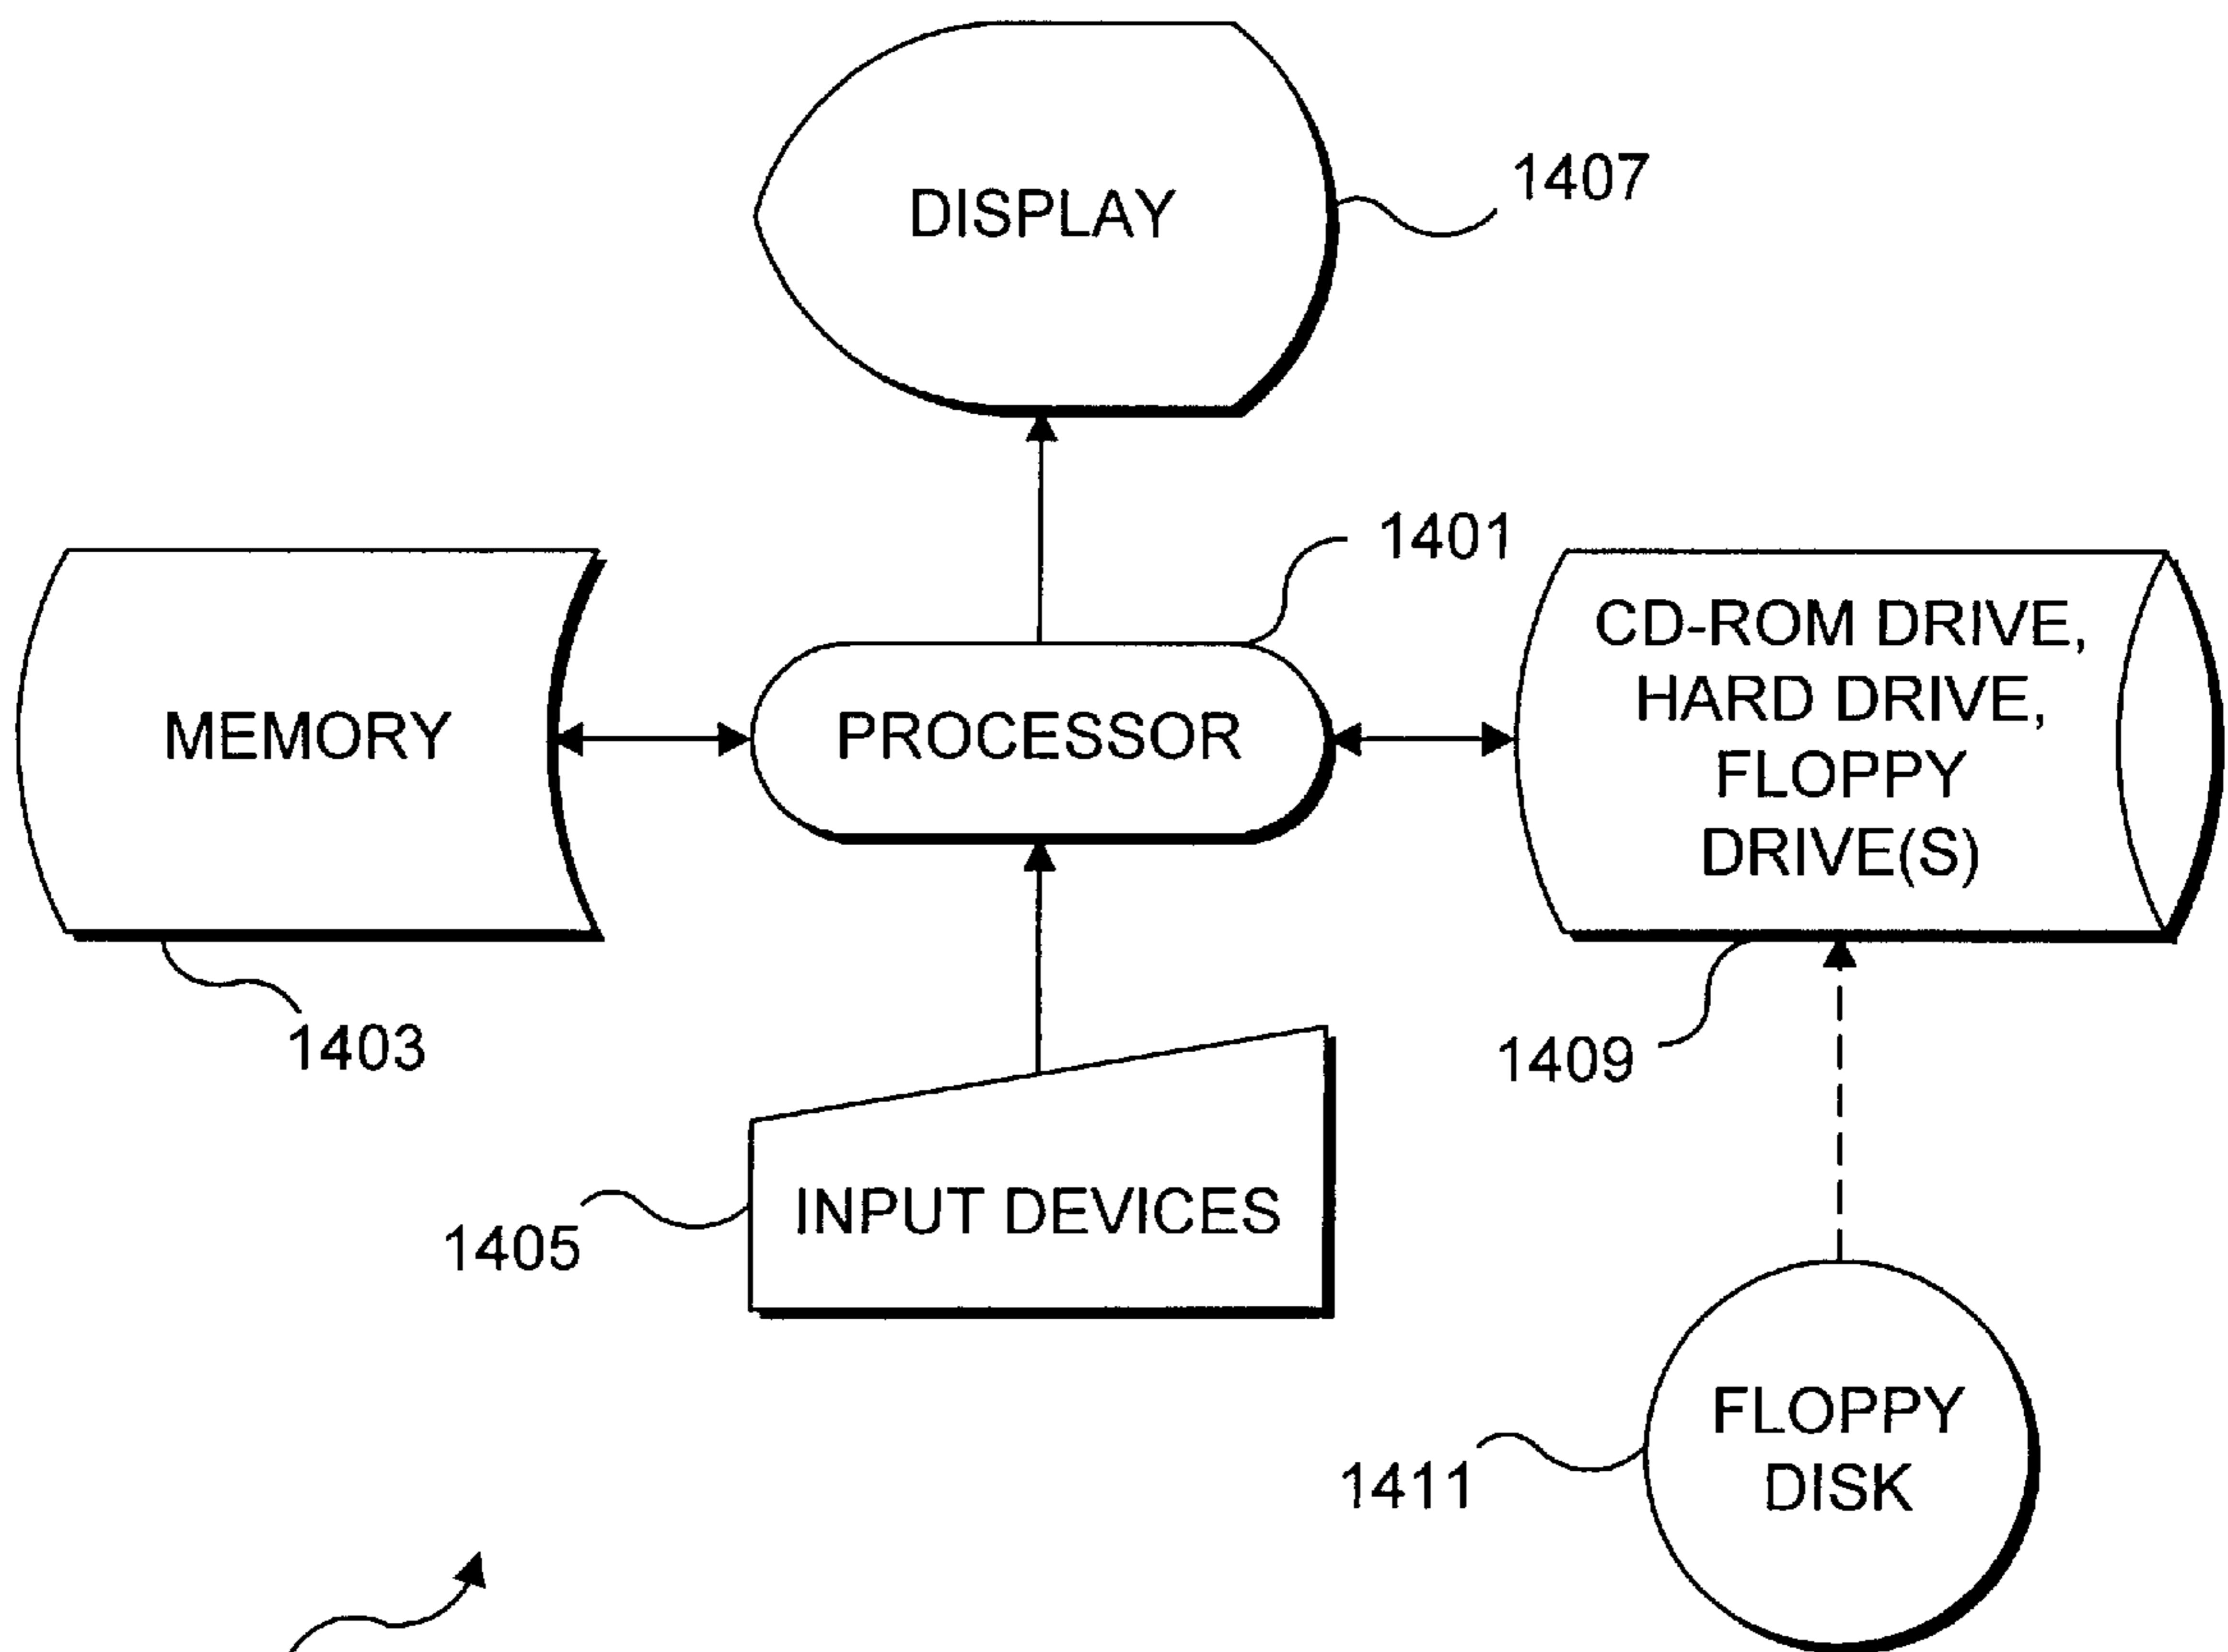 DISPLAY
1407
1401
MEMORY
PROCESSOR
CD-ROM DRIVE,
HARD DRIVE,
FLOPPY
DRIVE(S)
1403
1409
INPUT DEVICES
1405
FLOPPY
DISK
1411